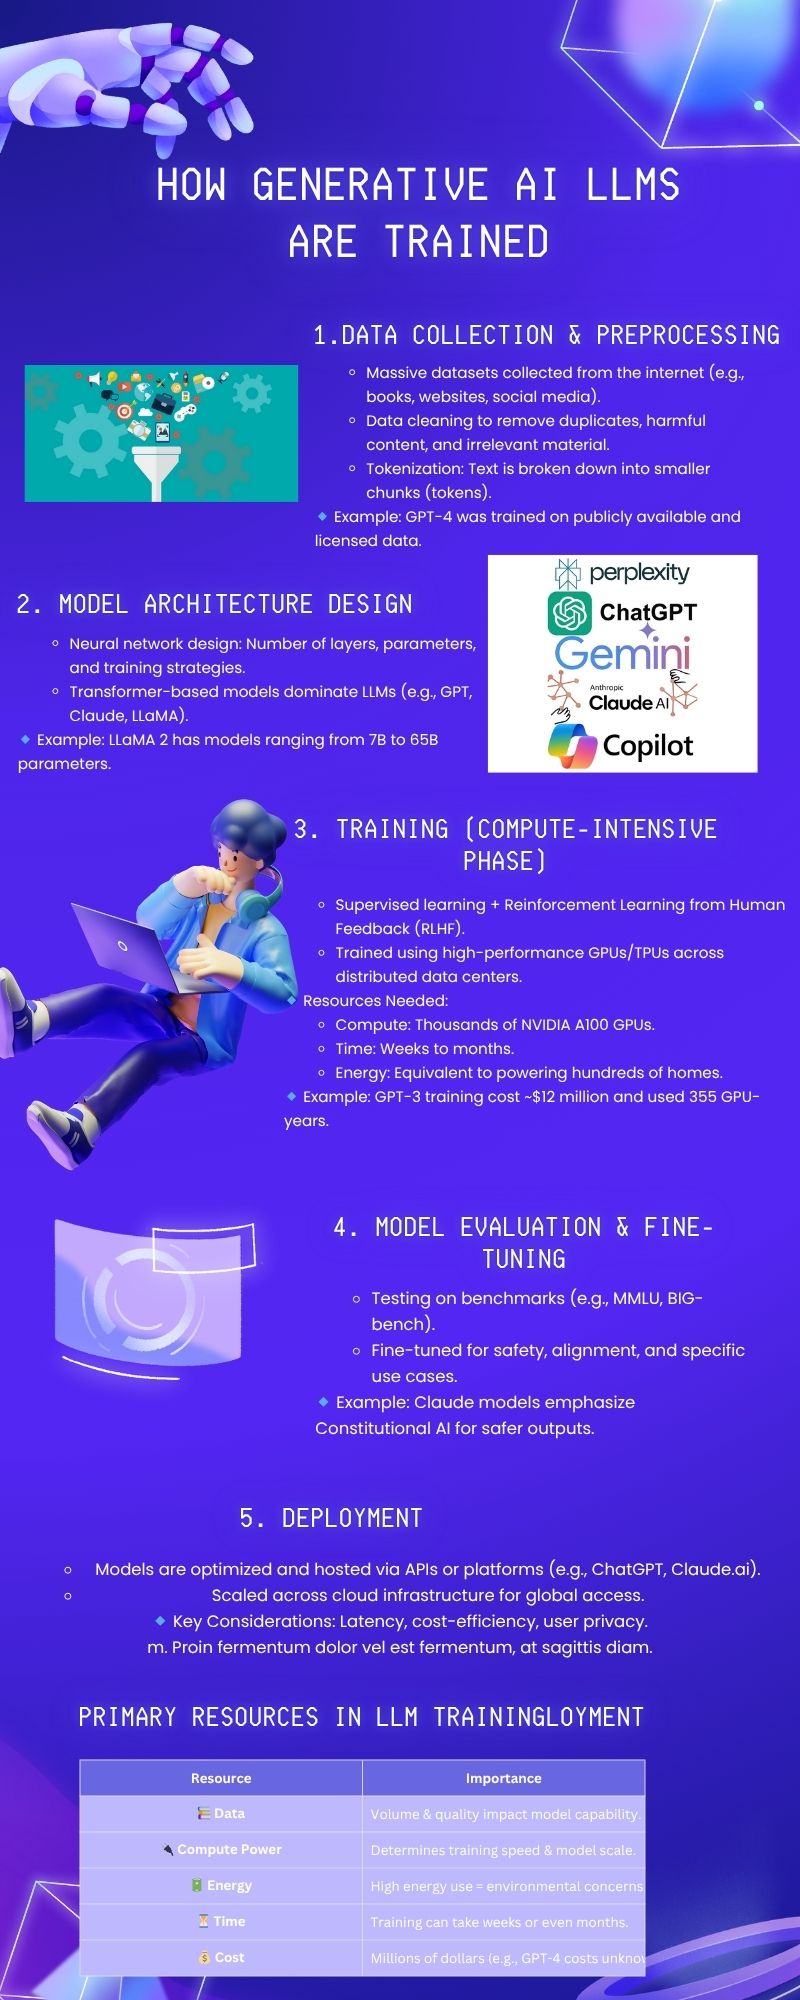 HOW GENERATIVE AI LLMS
ARE TRAINED
1.DATA COLLECTION & PREPROCESSING
Massive datasets collected from the internet (e.g.,
books, websites, social media).
Data cleaning to remove duplicates, harmful
content, and irrelevant material.
Tokenization: Text is broken down into smaller
chunks (tokens).
Example: GPT-4 was trained on publicly available and
licensed data.
2. MODEL ARCHITECTURE DESIGN
Neural network design: Number of layers, parameters,
and training strategies.
Transformer-based models dominate LLMs (e.g., GPT,
Claude, LLaMA).
Example: LLaMA 2 has models ranging from 7B to 65B
parameters.
perplexity
ChatGPT
Gemini
Anthropic
Claude AI
Copilot
3. TRAINING (COMPUTE-INTENSIVE
PHASE)
Supervised learning + Reinforcement Learning from Human
Feedback (RLHF).
Trained using high-performance GPUs/TPUs across
distributed data centers.
Resources Needed:
Compute: Thousands of NVIDIA A100 GPUs.
Time: Weeks to months.
Energy: Equivalent to powering hundreds of homes.
Example: GPT-3 training cost ~$12 million and used 355 GPU-
years.
4. MODEL EVALUATION & FINE-
TUNING
Testing on benchmarks (e.g., MMLU, BIG-
bench).
Fine-tuned for safety, alignment, and specific
use cases.
Example: Claude models emphasize
Constitutional AI for safer outputs.
5. DEPLOYMENT
Models are optimized and hosted via APIs or platforms (e.g., ChatGPT, Claude.ai).
Scaled across cloud infrastructure for global access.
Key Considerations: Latency, cost-efficiency, user privacy.
m. Proin fermentum dolor vel est fermentum, at sagittis diam.
PRIMARY RESOURCES IN LLM TRAININGLOYMENT
Resource Importance
Data Volume & quality impact model capability.
Compute Power Determines training speed & model scale.
Energy High energy use = environmental concerns
Time Training can take weeks or even months.
Cost Millions of dollars (e.g., GPT-4 costs